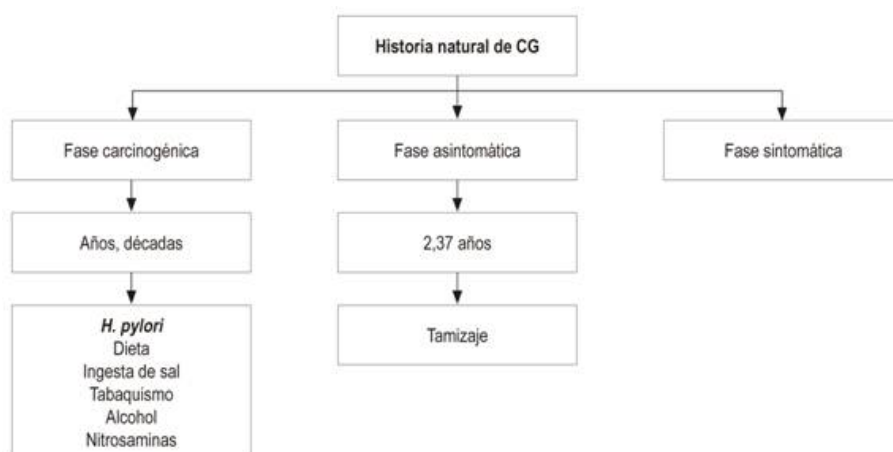 Historia natural de CG
Fase carcinogénica
Fase asintomàtica
Fase sintomática
Años, décadas
2,37 años
H. pylori
Dieta
Ingesta de sal
Tabaquismo
Alcohol
Nitrosaminas
Tamizaje